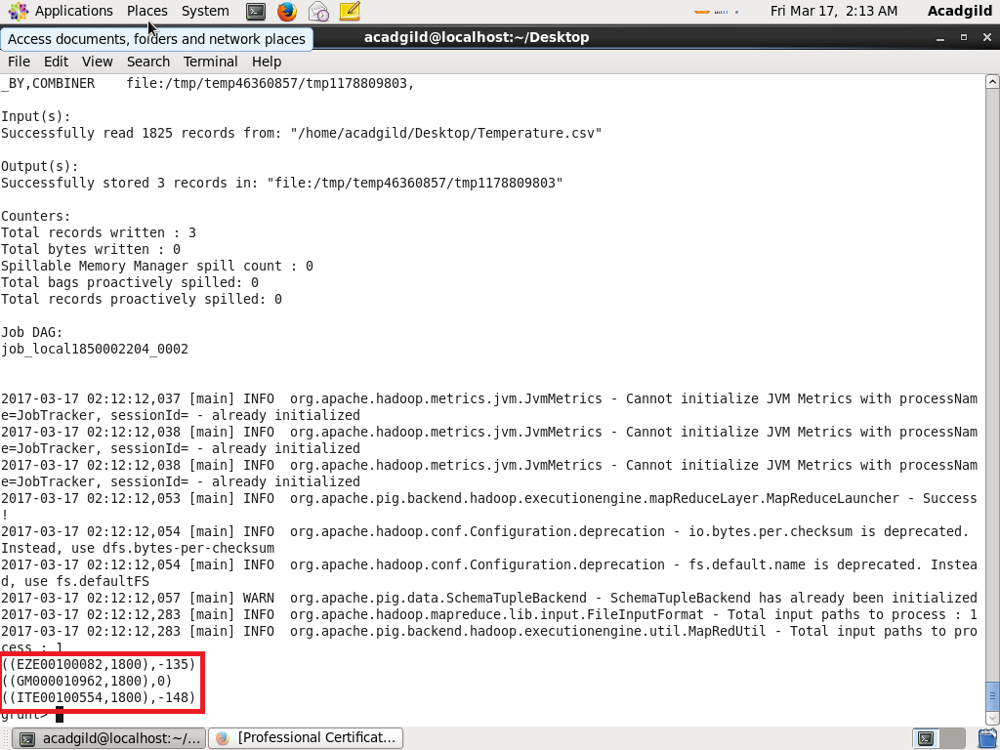 Applications Places System Fri Mar 17, 2:13 AM Acadgild
Access documents, folders and network places
acadgild@localhost:~/Desktop
File Edit View Search Terminal Help
_BY,COMBINER    file:/tmp/temp46360857/tmp1178809803,
Input(s):
Successfully read 1825 records from: "/home/acadgild/Desktop/Temperature.csv"
Output(s):
Successfully stored 3 records in: "file:/tmp/temp46360857/tmp1178809803"
Counters:
Total records written : 3
Total bytes written : 0
Spillable Memory Manager spill count : 0
Total bags proactively spilled: 0
Total records proactively spilled: 0
Job DAG:
job_local1850002204_0002
2017-03-17 02:12:12,037 [main] INFO  org.apache.hadoop.metrics.jvm.JvmMetrics - Cannot initialize JVM Metrics with processNam
e=JobTracker, sessionId= - already initialized
2017-03-17 02:12:12,038 [main] INFO  org.apache.hadoop.metrics.jvm.JvmMetrics - Cannot initialize JVM Metrics with processNam
e=JobTracker, sessionId= - already initialized
2017-03-17 02:12:12,038 [main] INFO  org.apache.hadoop.metrics.jvm.JvmMetrics - Cannot initialize JVM Metrics with processNam
e=JobTracker, sessionId= - already initialized
2017-03-17 02:12:12,053 [main] INFO  org.apache.pig.backend.hadoop.executionengine.mapReduceLayer.MapReduceLauncher - Success
!
2017-03-17 02:12:12,054 [main] INFO  org.apache.hadoop.conf.Configuration.deprecation - io.bytes.per.checksum is deprecated.
Instead, use dfs.bytes-per-checksum
2017-03-17 02:12:12,054 [main] INFO  org.apache.hadoop.conf.Configuration.deprecation - fs.default.name is deprecated. Instea
d, use fs.defaultFS
2017-03-17 02:12:12,057 [main] WARN  org.apache.pig.data.SchemaTupleBackend - SchemaTupleBackend has already been initialized
2017-03-17 02:12:12,283 [main] INFO  org.apache.hadoop.mapreduce.lib.input.FileInputFormat - Total input paths to process : 1
2017-03-17 02:12:12,283 [main] INFO  org.apache.pig.backend.hadoop.executionengine.util.MapRedUtil - Total input paths to pro
cess : 1
((EZE00100082,1800),-135)
((GM000010962,1800),0)
((ITE00100554,1800),-148)
grunt>
acadgild@localhost:~/... [Professional Certificat...